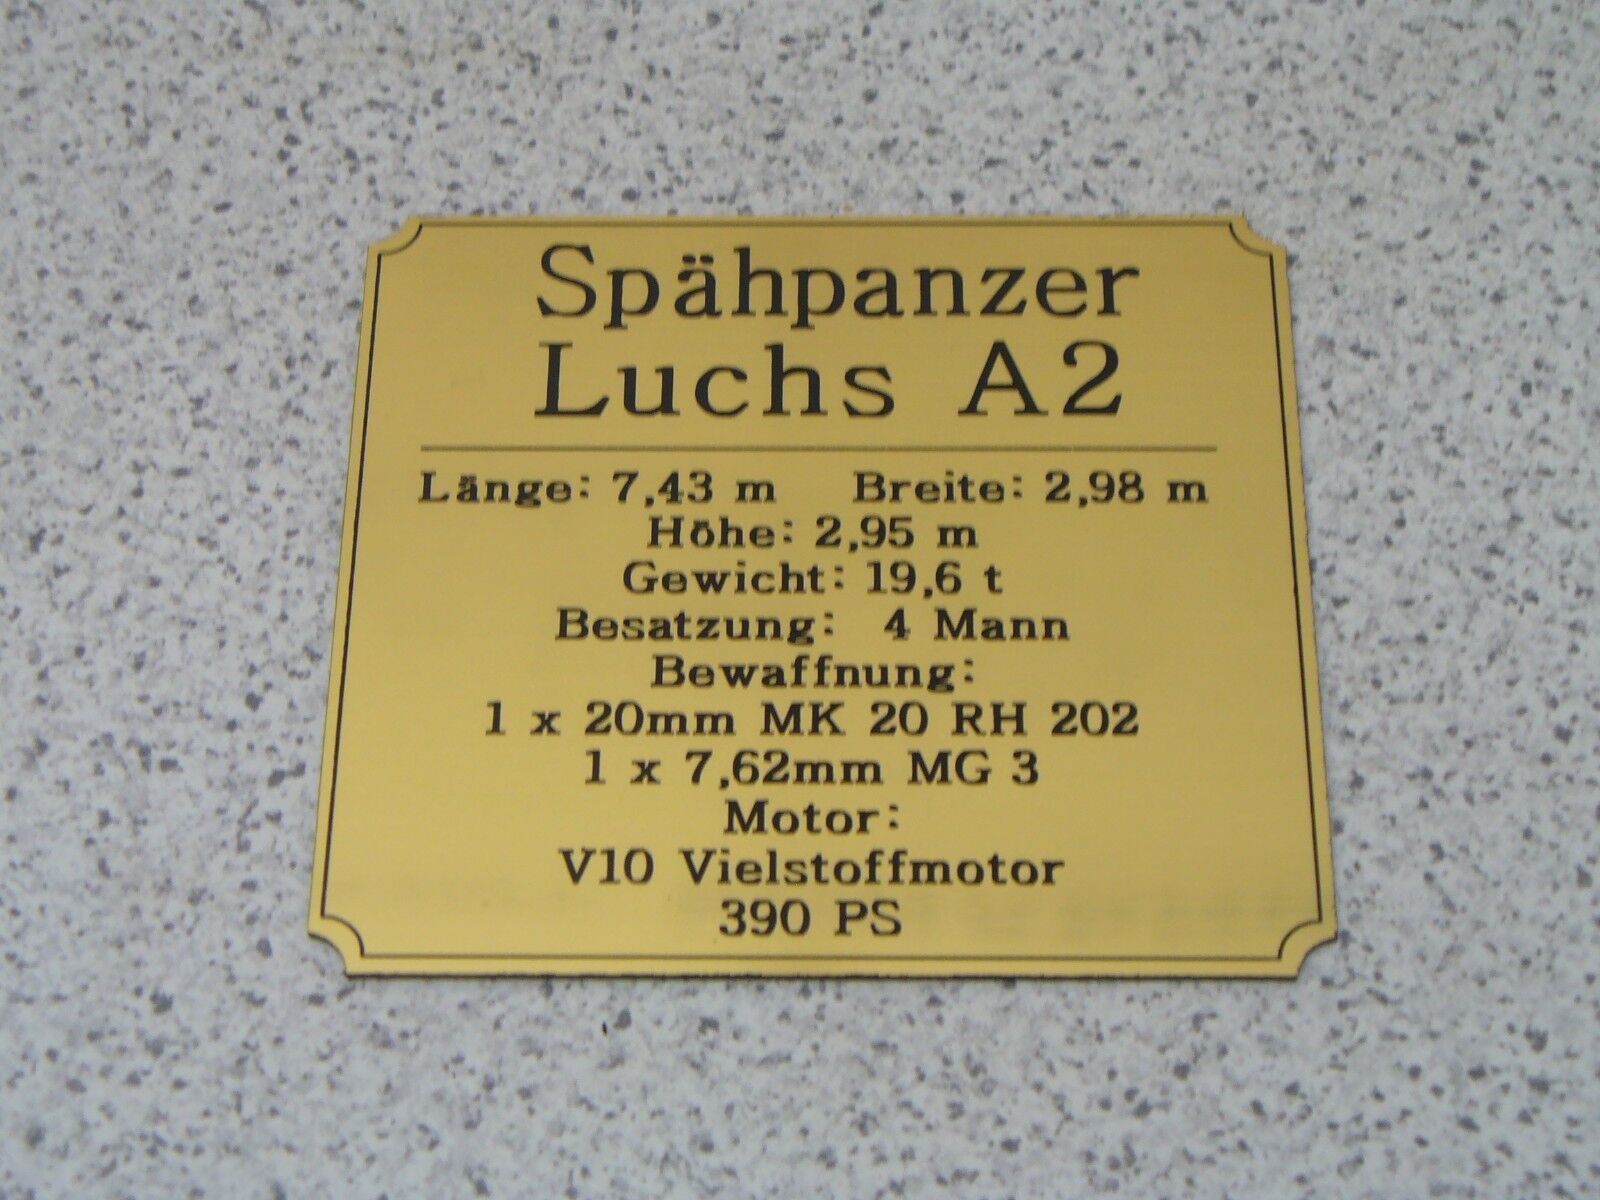 Spähpanzer
Luchs A2
Länge: 7,43 m Breite: 2,98 m
Höhe: 2,95 m
Gewicht: 19,6 t
Besatzung: 4 Mann
Bewaffnung:
1 x 20mm MK 20 RH 202
1 x 7,62mm MG 3
Motor:
V10 Vielstoffmotor
390 PS